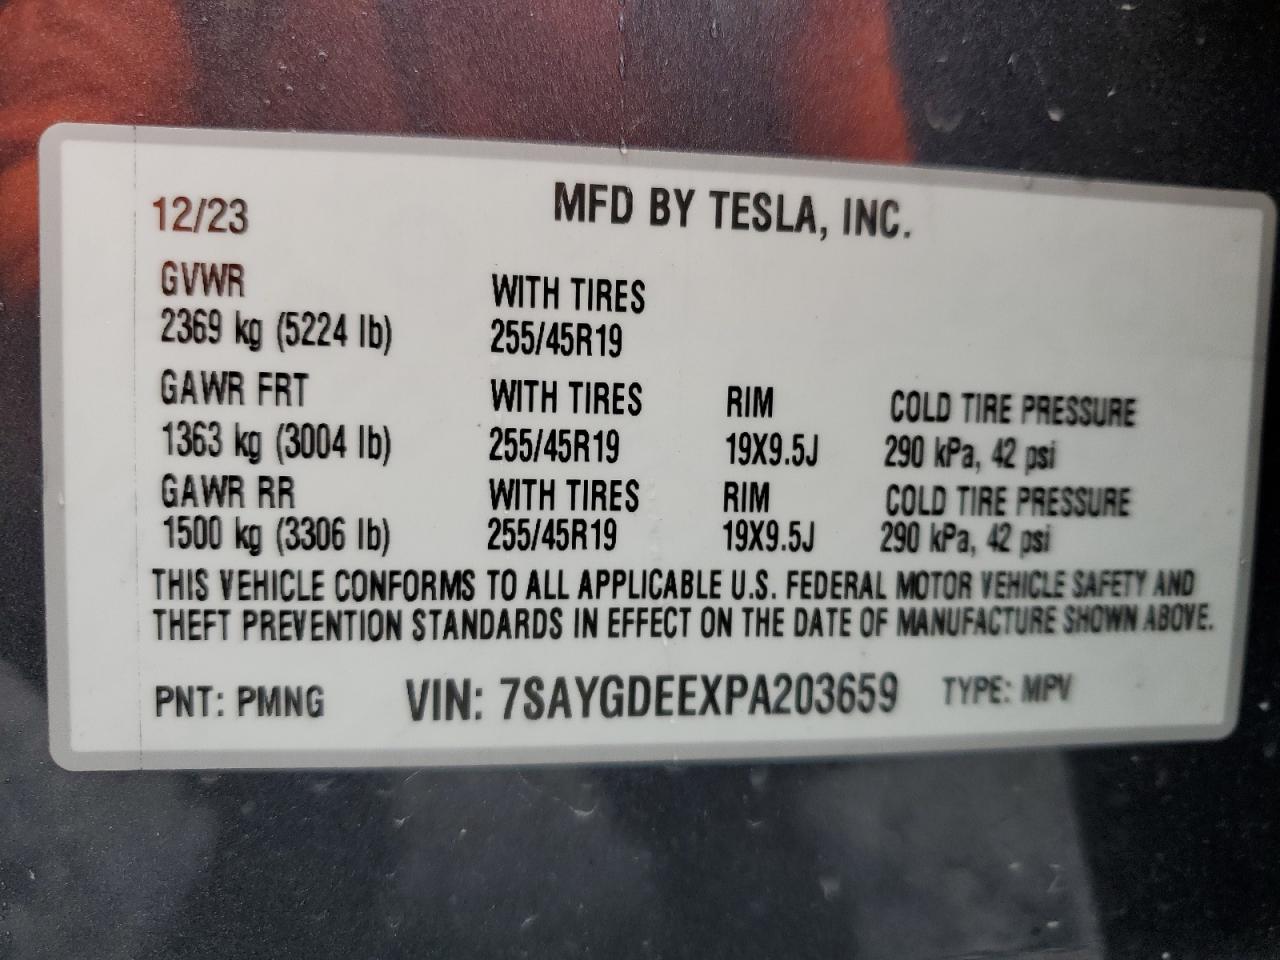 12/23 MFD BY TESLA, INC.
GVWR WITH TIRES
2369 kg (5224 lb) 255/45R19
GAWR FRT WITH TIRES RIM COLD TIRE PRESSURE
1363 kg (3004 lb) 255/45R19 19X9.5J 290 kPa, 42 psi
GAWR RR WITH TIRES RIM COLD TIRE PRESSURE
1500 kg (3306 lb) 255/45R19 19X9.5J 290 kPa, 42 psi
THIS VEHICLE CONFORMS TO ALL APPLICABLE U.S. FEDERAL MOTOR VEHICLE SAFETY AND
THEFT PREVENTION STANDARDS IN EFFECT ON THE DATE OF MANUFACTURE SHOWN ABOVE.
PNT: PMNG VIN: 7SAYGDEEXPA203659 TYPE: MPV